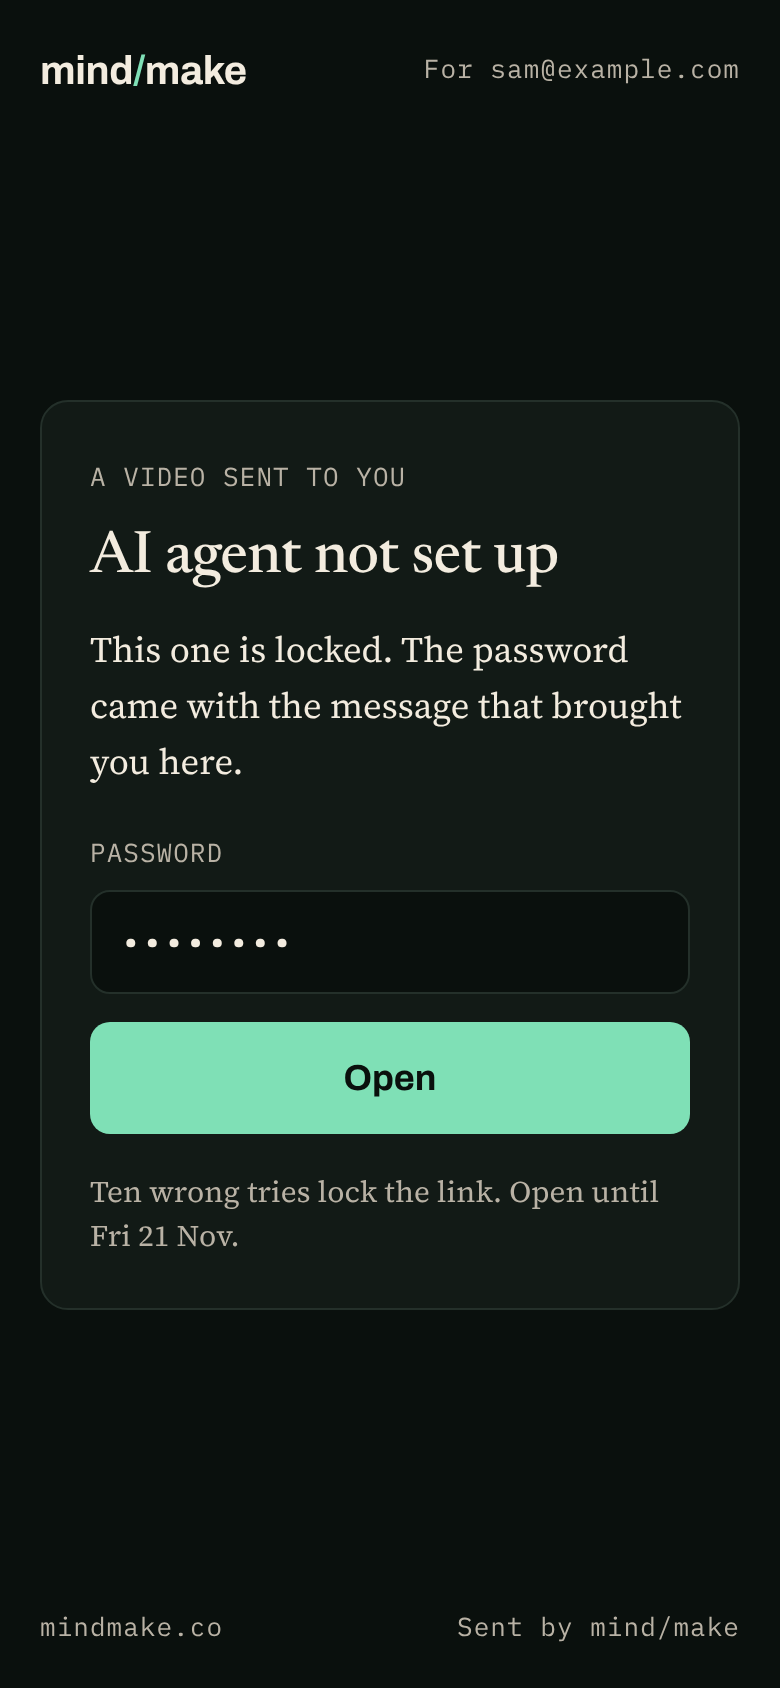 mind/make
For sam@example.com
A VIDEO SENT TO YOU
AI agent not set up
This one is locked. The password
came with the message that brought
you here.
PASSWORD
••••••••
Open
Ten wrong tries lock the link. Open until
Fri 21 Nov.
mindmake.co
Sent by mind/make